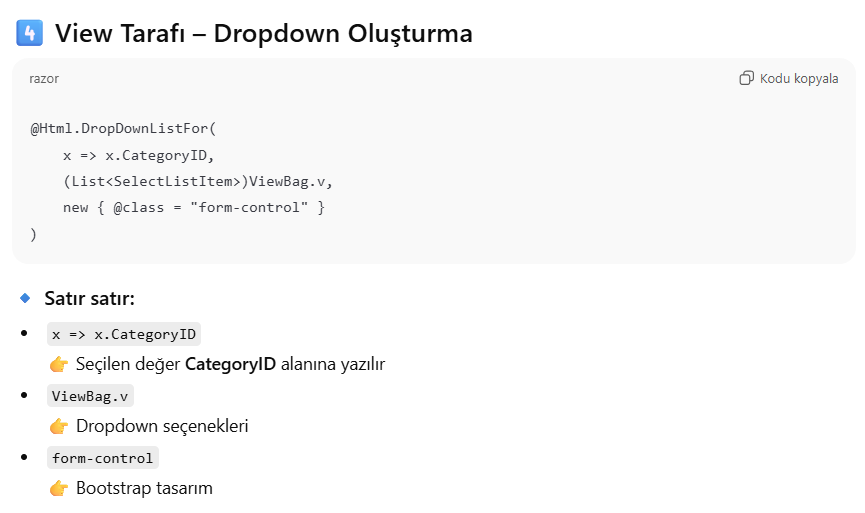 4 View Tarafı – Dropdown Oluşturma
razor
Kodu kopyala
@Html.DropDownListFor(
    x => x.CategoryID,
    (List<SelectListItem>)ViewBag.v,
    new { @class = "form-control" }
)
🔹 Satır satır:
• x => x.CategoryID
👉 Seçilen değer CategoryID alanına yazılır
• ViewBag.v
👉 Dropdown seçenekleri
• form-control
👉 Bootstrap tasarım